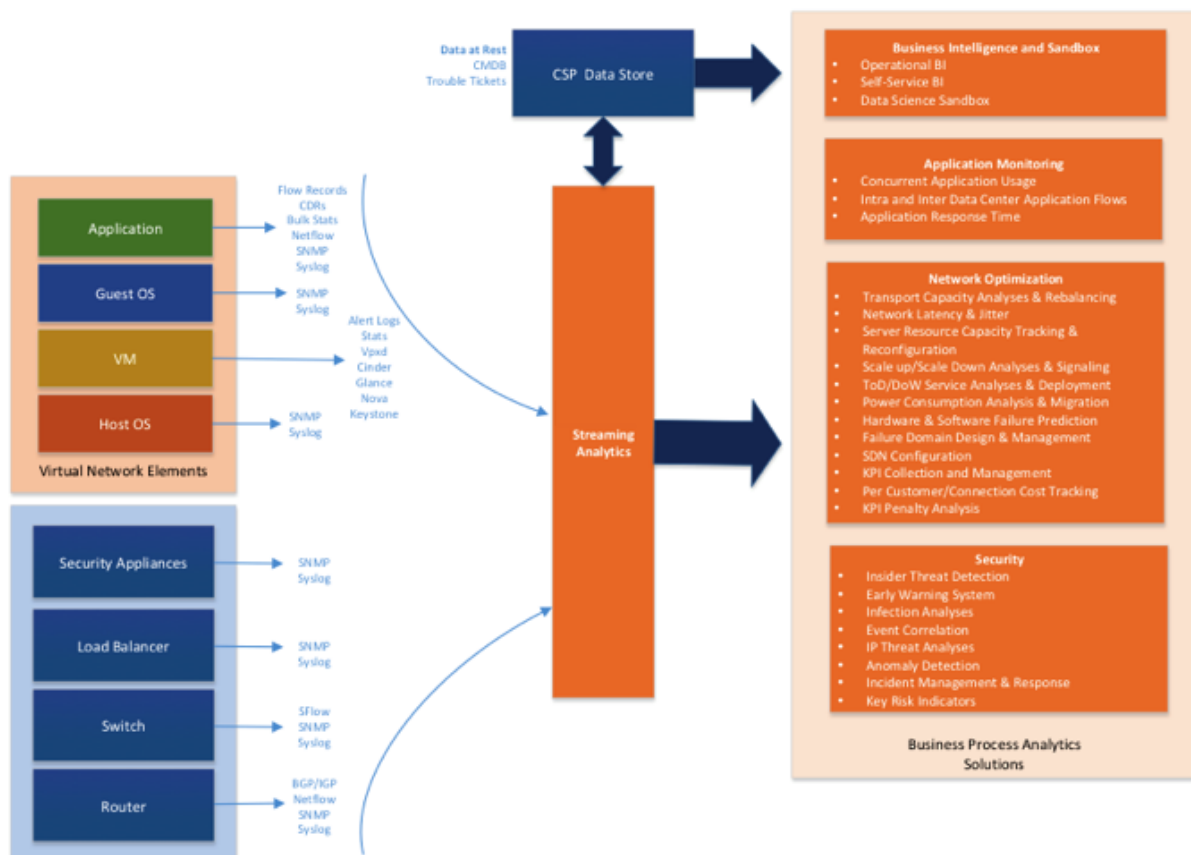 Data at Rest
CMDB
Trouble Tickets
CSP Data Store
Flow Records
CDRs
Bulk Stats
Netflow
SNMP
Syslog
Application
Guest OS
SNMP
Syslog
VM
Alert Logs
Stats
Vpxd
Cinder
Glance
Nova
Keystone
Host OS
SNMP
Syslog
Virtual Network Elements
Security Appliances
SNMP
Syslog
Load Balancer
SNMP
Syslog
Switch
SFlow
SNMP
Syslog
Router
BGP/IGP
Netflow
SNMP
Syslog
Streaming
Analytics
Business Intelligence and Sandbox
• Operational BI
• Self-Service BI
• Data Science Sandbox
Application Monitoring
• Concurrent Application Usage
• Intra and Inter Data Center Application Flows
• Application Response Time
Network Optimization
• Transport Capacity Analyses & Rebalancing
• Network Latency & Jitter
• Server Resource Capacity Tracking &
Reconfiguration
• Scale up/Scale Down Analyses & Signaling
• ToD/DoW Service Analyses & Deployment
• Power Consumption Analysis & Migration
• Hardware & Software Failure Prediction
• Failure Domain Design & Management
• SDN Configuration
• KPI Collection and Management
• Per Customer/Connection Cost Tracking
• KPI Penalty Analysis
Security
• Insider Threat Detection
• Early Warning System
• Infection Analyses
• Event Correlation
• IP Threat Analyses
• Anomaly Detection
• Incident Management & Response
• Key Risk Indicators
Business Process Analytics
Solutions